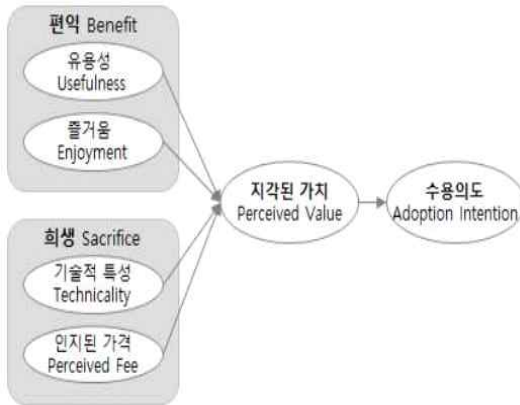 편익 Benefit
유용성
Usefulness
즐거움
Enjoyment
희생 Sacrifice
기술적 특성
Technicality
인지된 가격
Perceived Fee
지각된 가치
Perceived Value
수용의도
Adoption Intention